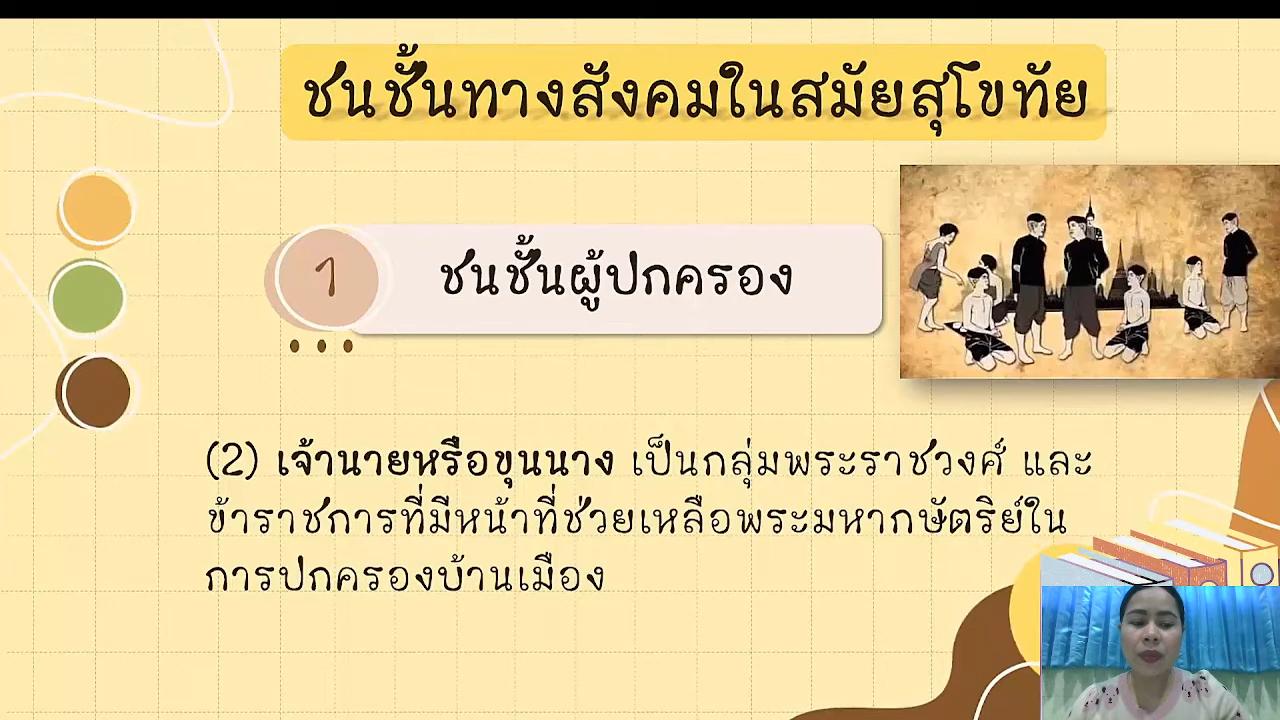 ชนชั้นทางสังคมในสมัยสุโขทัย
1
ชนชั้นผู้ปกครอง
(2) เจ้านายหรือขุนนาง เป็นกลุ่มพระราชวงศ์ และ
ข้าราชการที่มีหน้าที่ช่วยเหลือพระมหากษัตริย์ใน
การปกครองบ้านเมือง